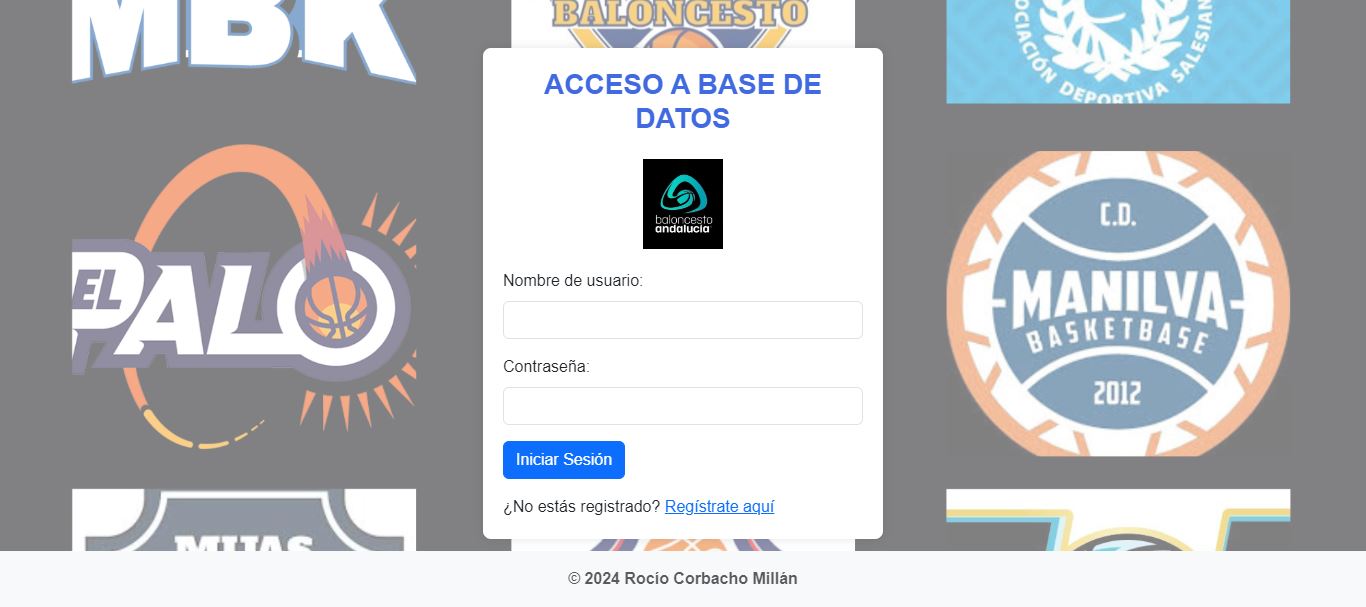 MBK
BALONCESTO
OCIACIÓN DEPORTIVA SALESIAN
ACCESO A BASE DE
DATOS
baloncesto
andalucía
EL
PALO
C.D.
MANILVA
BASKETBASE
2012
Nombre de usuario:
Contraseña:
Iniciar Sesión
¿No estás registrado? Regístrate aquí
MIJAS
© 2024 Rocío Corbacho Millán